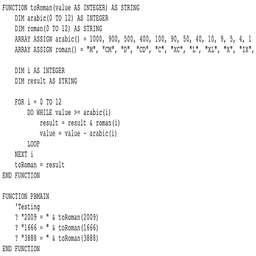 FUNCTION toRoman(value AS INTEGER) AS STRING
DIM arabic(0 TO 12) AS INTEGER
DIM roman(0 TO 12) AS STRING
ARRAY ASSIGN arabic() = 1000, 900, 500, 400, 100, 90, 50, 40, 10, 9, 5, 4, 1
ARRAY ASSIGN roman() = "M", "CM", "D", "CD", "C", "XC", "L", "XL", "X", "IX",
DIM i AS INTEGER
DIM result AS STRING
FOR i = 0 TO 12
DO WHILE value >= arabic(i)
result = result & roman(i)
value = value - arabic(i)
LOOP
NEXT i
toRoman = result
END FUNCTION
FUNCTION PBMAIN
'Testing
? "2009 = " & toRoman(2009)
? "1666 = " & toRoman(1666)
? "3888 = " & toRoman(3888)
END FUNCTION